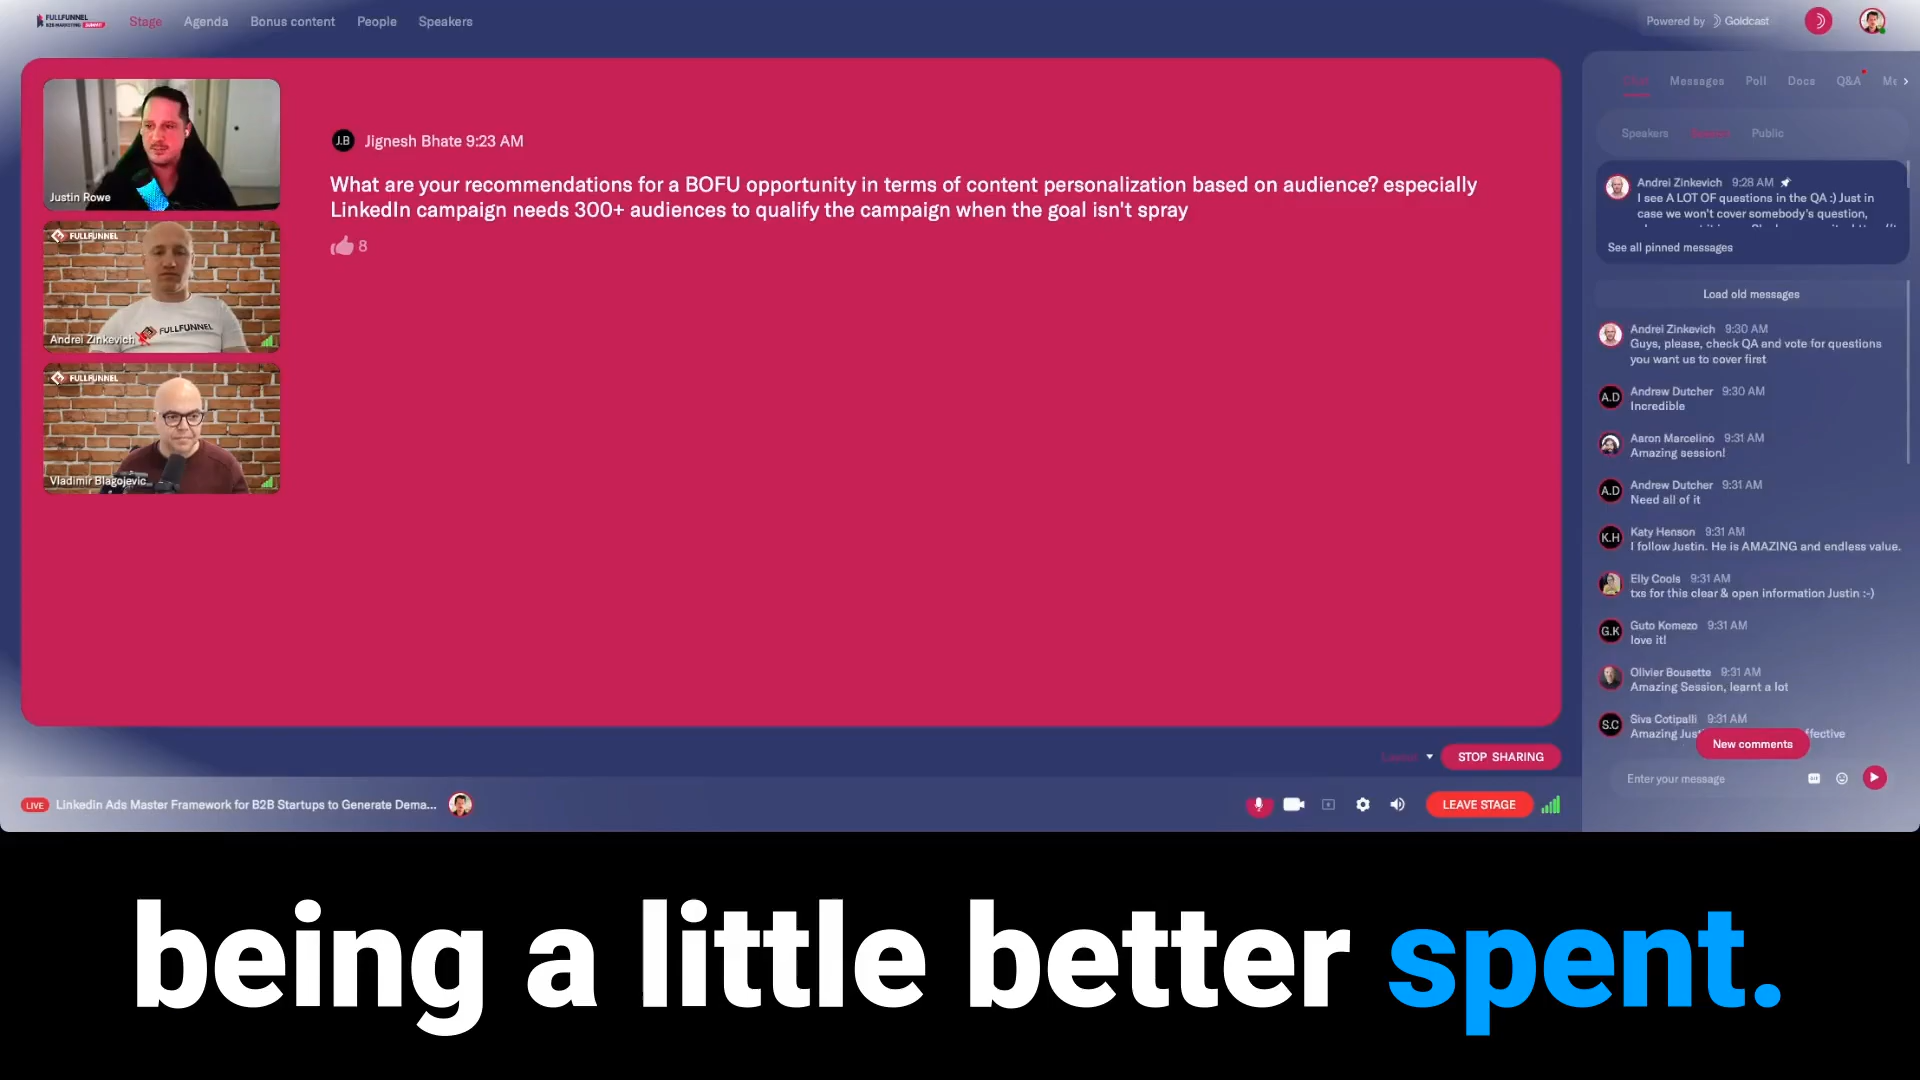 FULLFUNNEL
B2B MARKETING SUMMIT
Stage
Agenda
Bonus content
People
Speakers
Powered by Goldcast
Justin Rowe
FULLFUNNEL
FULLFUNNEL
Andrei Zinkevich
FULLFUNNEL
Vladimir Blagojevic
J.B
Jignesh Bhate 9:23 AM
What are your recommendations for a BOFU opportunity in terms of content personalization based on audience? especially
LinkedIn campaign needs 300+ audiences to qualify the campaign when the goal isn't spray
8
STOP SHARING
LIVE
Linkedin Ads Master Framework for B2B Startups to Generate Dema...
LEAVE STAGE
Chat
Messages
Poll
Docs
Q&A
Speakers
Public
Andrei Zinkevich 9:28 AM
I see A LOT OF questions in the QA :) Just in
case we won't cover somebody's question,
See all pinned messages
Load old messages
Andrei Zinkevich 9:30 AM
Guys, please, check QA and vote for questions
you want us to cover first
A.D
Andrew Dutcher 9:30 AM
Incredible
Aaron Marcelino 9:31 AM
Amazing session!
A.D
Andrew Dutcher 9:31 AM
Need all of it
K.H
Katy Henson 9:31 AM
I follow Justin. He is AMAZING and endless value.
Elly Cools 9:31 AM
txs for this clear & open information Justin :-)
G.K
Guto Komezo 9:31 AM
love it!
Olivier Bousette 9:31 AM
Amazing Session, learnt a lot
S.C
Siva Cotipalli 9:31 AM
Amazing Just ffective
New comments
Enter your message
being a little better spent.